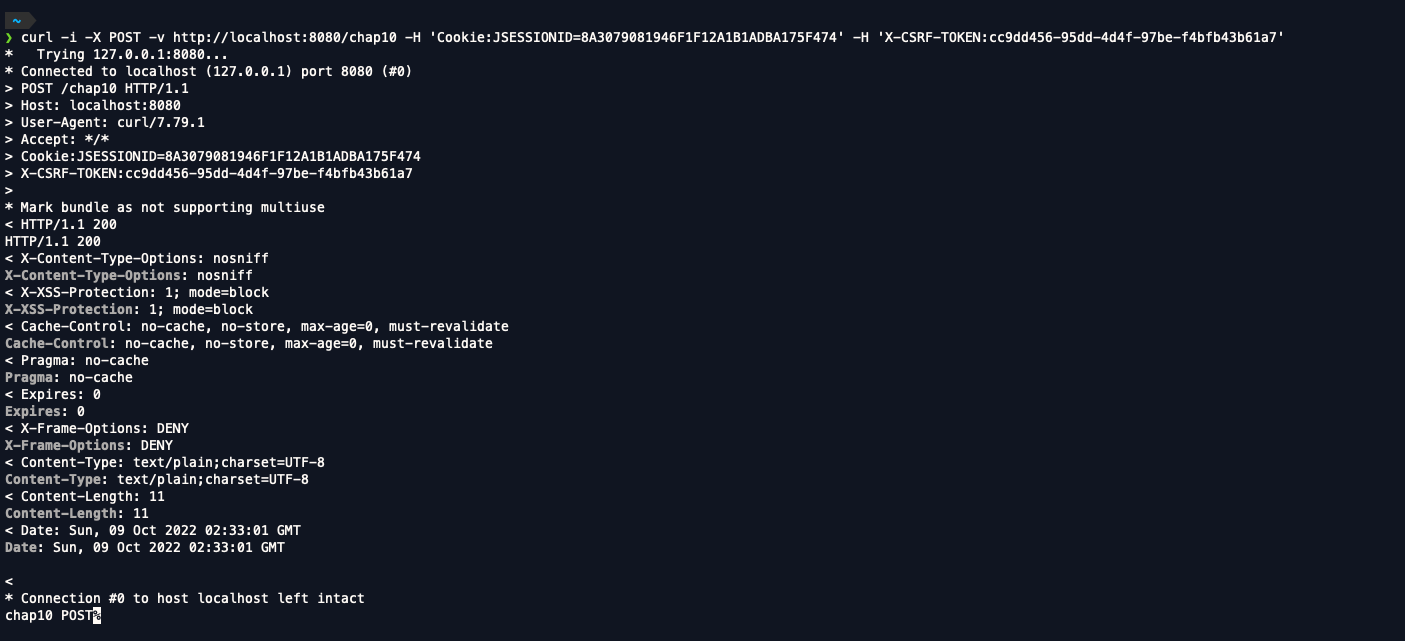 ~
❯ curl -i -X POST -v http://localhost:8080/chap10 -H 'Cookie:JSESSIONID=8A3079081946F1F12A1B1ADBA175F474' -H 'X-CSRF-TOKEN:cc9dd456-95dd-4d4f-97be-f4bfb43b61a7'
*   Trying 127.0.0.1:8080...
* Connected to localhost (127.0.0.1) port 8080 (#0)
> POST /chap10 HTTP/1.1
> Host: localhost:8080
> User-Agent: curl/7.79.1
> Accept: */*
> Cookie:JSESSIONID=8A3079081946F1F12A1B1ADBA175F474
> X-CSRF-TOKEN:cc9dd456-95dd-4d4f-97be-f4bfb43b61a7
>
* Mark bundle as not supporting multiuse
< HTTP/1.1 200
HTTP/1.1 200
< X-Content-Type-Options: nosniff
X-Content-Type-Options: nosniff
< X-XSS-Protection: 1; mode=block
X-XSS-Protection: 1; mode=block
< Cache-Control: no-cache, no-store, max-age=0, must-revalidate
Cache-Control: no-cache, no-store, max-age=0, must-revalidate
< Pragma: no-cache
Pragma: no-cache
< Expires: 0
Expires: 0
< X-Frame-Options: DENY
X-Frame-Options: DENY
< Content-Type: text/plain;charset=UTF-8
Content-Type: text/plain;charset=UTF-8
< Content-Length: 11
Content-Length: 11
< Date: Sun, 09 Oct 2022 02:33:01 GMT
Date: Sun, 09 Oct 2022 02:33:01 GMT
<
* Connection #0 to host localhost left intact
chap10 POST%